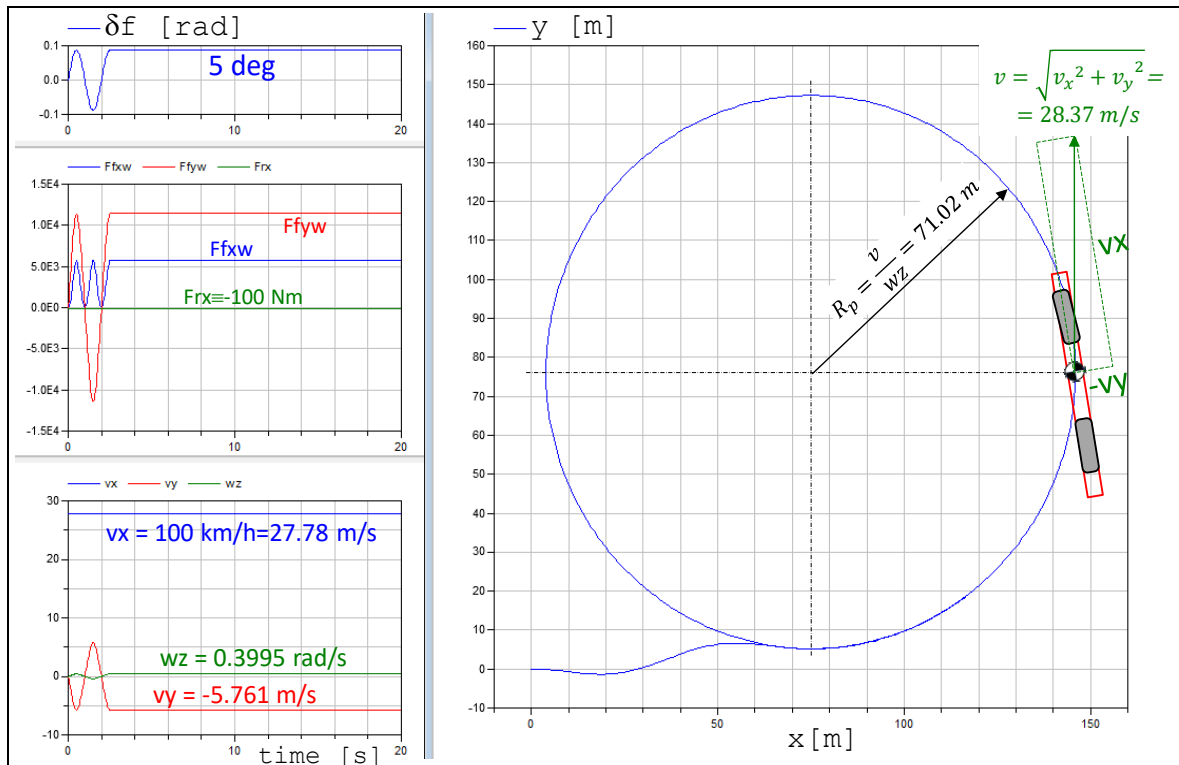 δf [rad]
0.1
0.0
-0.1
5 deg
0
10
20
Ffxw Ffyw Frx
1.5E4
1.0E4
5.0E3
0.0E0
-5.0E3
-1.0E4
-1.5E4
Ffyw
Ffxw
Frx=-100 Nm
0
10
20
vx vy wz
30
20
10
0
-10
vx = 100 km/h=27.78 m/s
wz = 0.3995 rad/s
vy = -5.761 m/s
0
10
20
time [s]
y [m]
160
150
140
130
120
110
100
90
80
70
60
50
40
30
20
10
0
-10
v = √(vx² + vy²) =
= 28.37 m/s
Rp = v/wz = 71.02 m
vx
-vy
0
50
100
150
x[m]